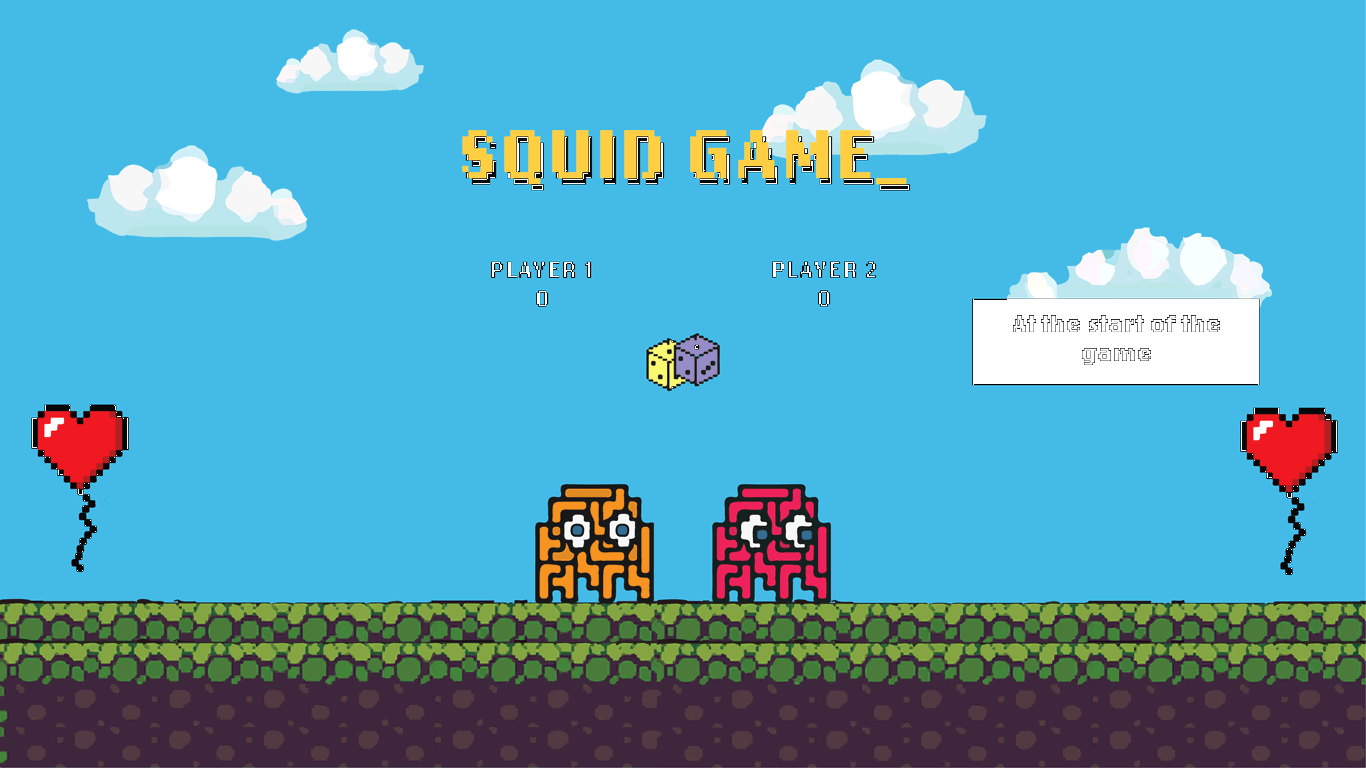 SQUID GAME_
PLAYER 1
PLAYER 2
0
0
At the start of the
game